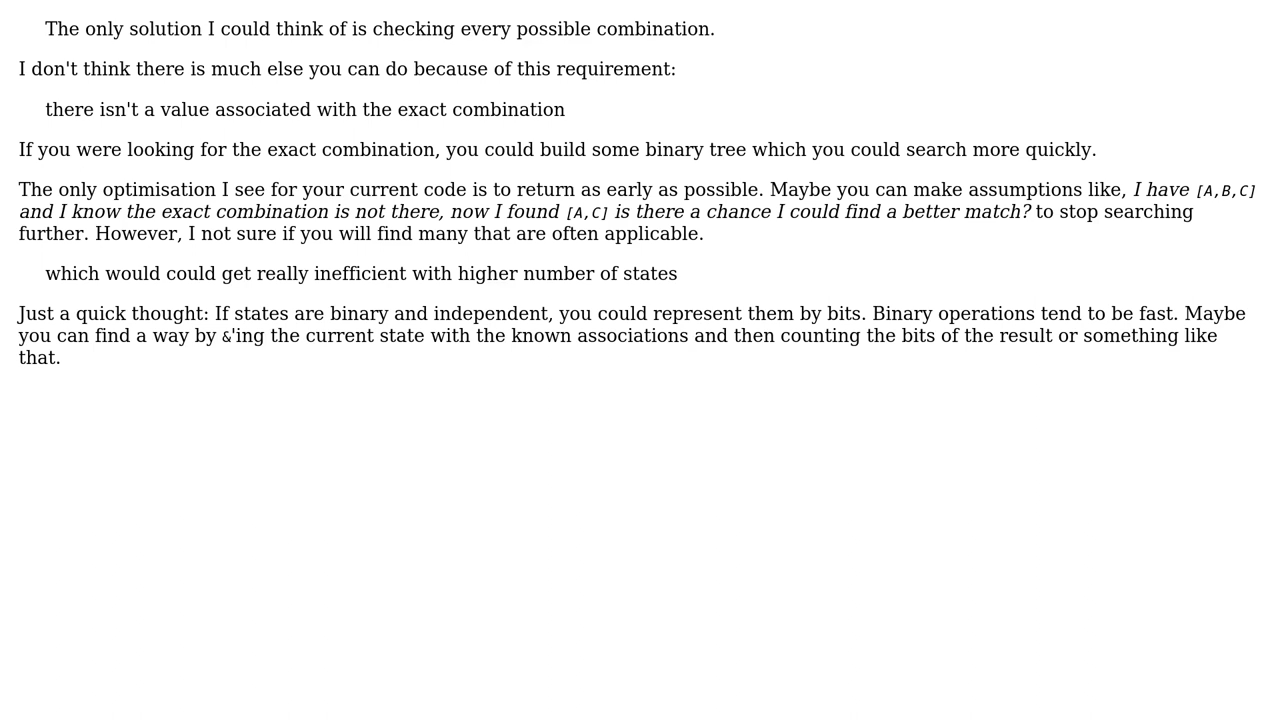 The only solution I could think of is checking every possible combination.
I don't think there is much else you can do because of this requirement:
there isn't a value associated with the exact combination
If you were looking for the exact combination, you could build some binary tree which you could search more quickly.
The only optimisation I see for your current code is to return as early as possible. Maybe you can make assumptions like, I have [A,B,C]
and I know the exact combination is not there, now I found [A,C] is there a chance I could find a better match? to stop searching
further. However, I not sure if you will find many that are often applicable.
which would could get really inefficient with higher number of states
Just a quick thought: If states are binary and independent, you could represent them by bits. Binary operations tend to be fast. Maybe
you can find a way by &'ing the current state with the known associations and then counting the bits of the result or something like
that.